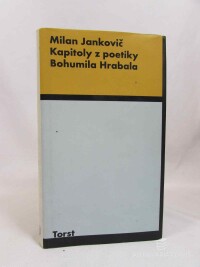 Milan Jankovič
Kapitoly z poetiky
Bohumila Hrabala
Torst